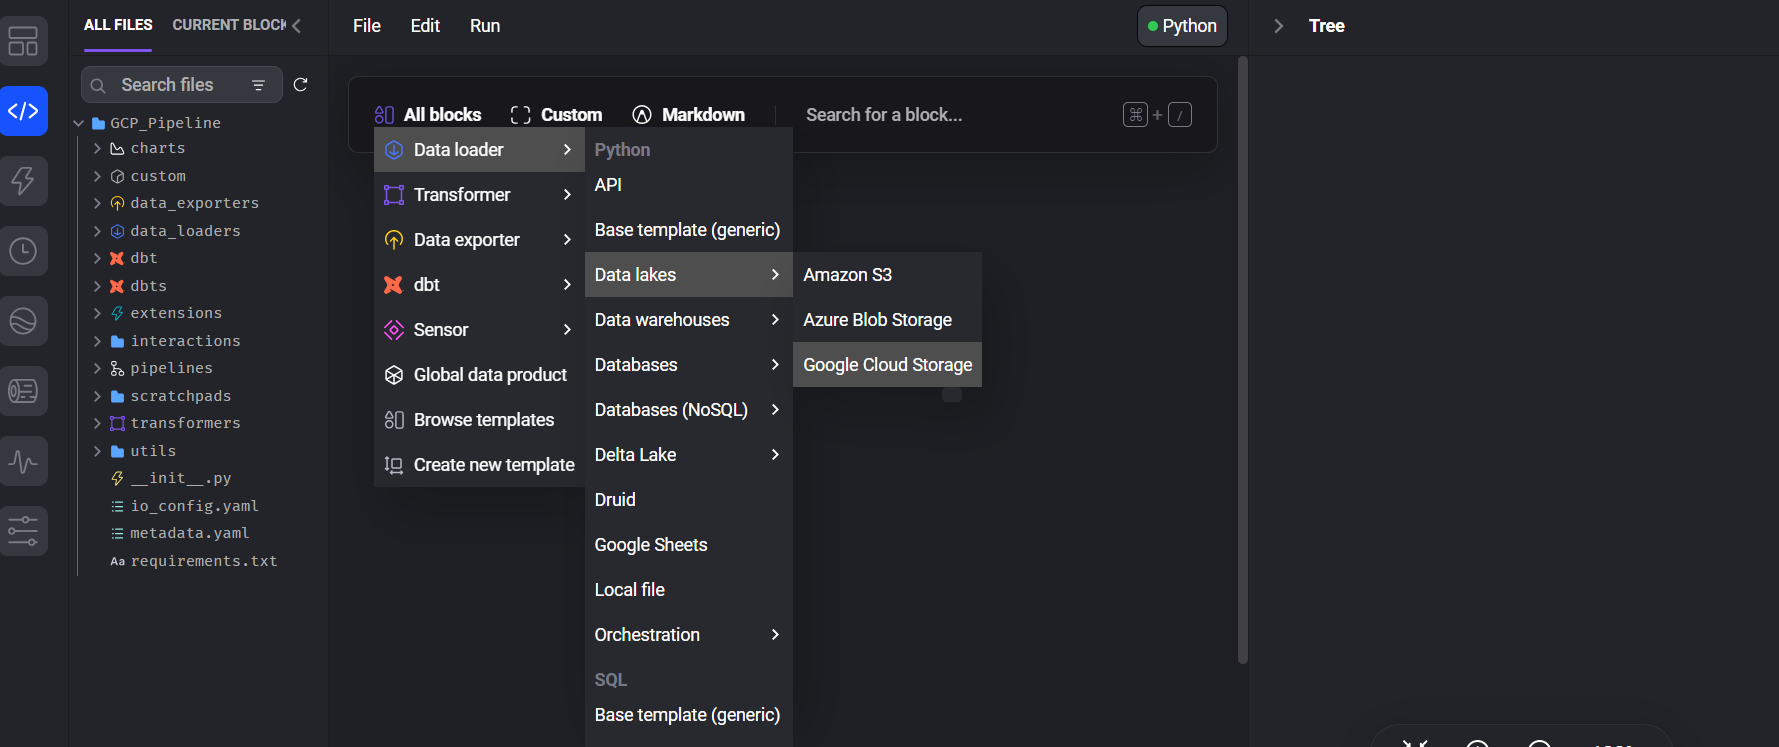 ALL FILES CURRENT BLOCK
File Edit Run
Python
Tree
Search files
GCP_Pipeline
charts
custom
data_exporters
data_loaders
dbt
dbts
extensions
interactions
pipelines
scratchpads
transformers
utils
__init__.py
io_config.yaml
metadata.yaml
Aa requirements.txt
All blocks Custom Markdown Search for a block... ⌘ + /
Data loader
Transformer
Data exporter
dbt
Sensor
Global data product
Browse templates
Create new template
Python
API
Base template (generic)
Data lakes
Data warehouses
Databases
Databases (NoSQL)
Delta Lake
Druid
Google Sheets
Local file
Orchestration
SQL
Base template (generic)
Amazon S3
Azure Blob Storage
Google Cloud Storage